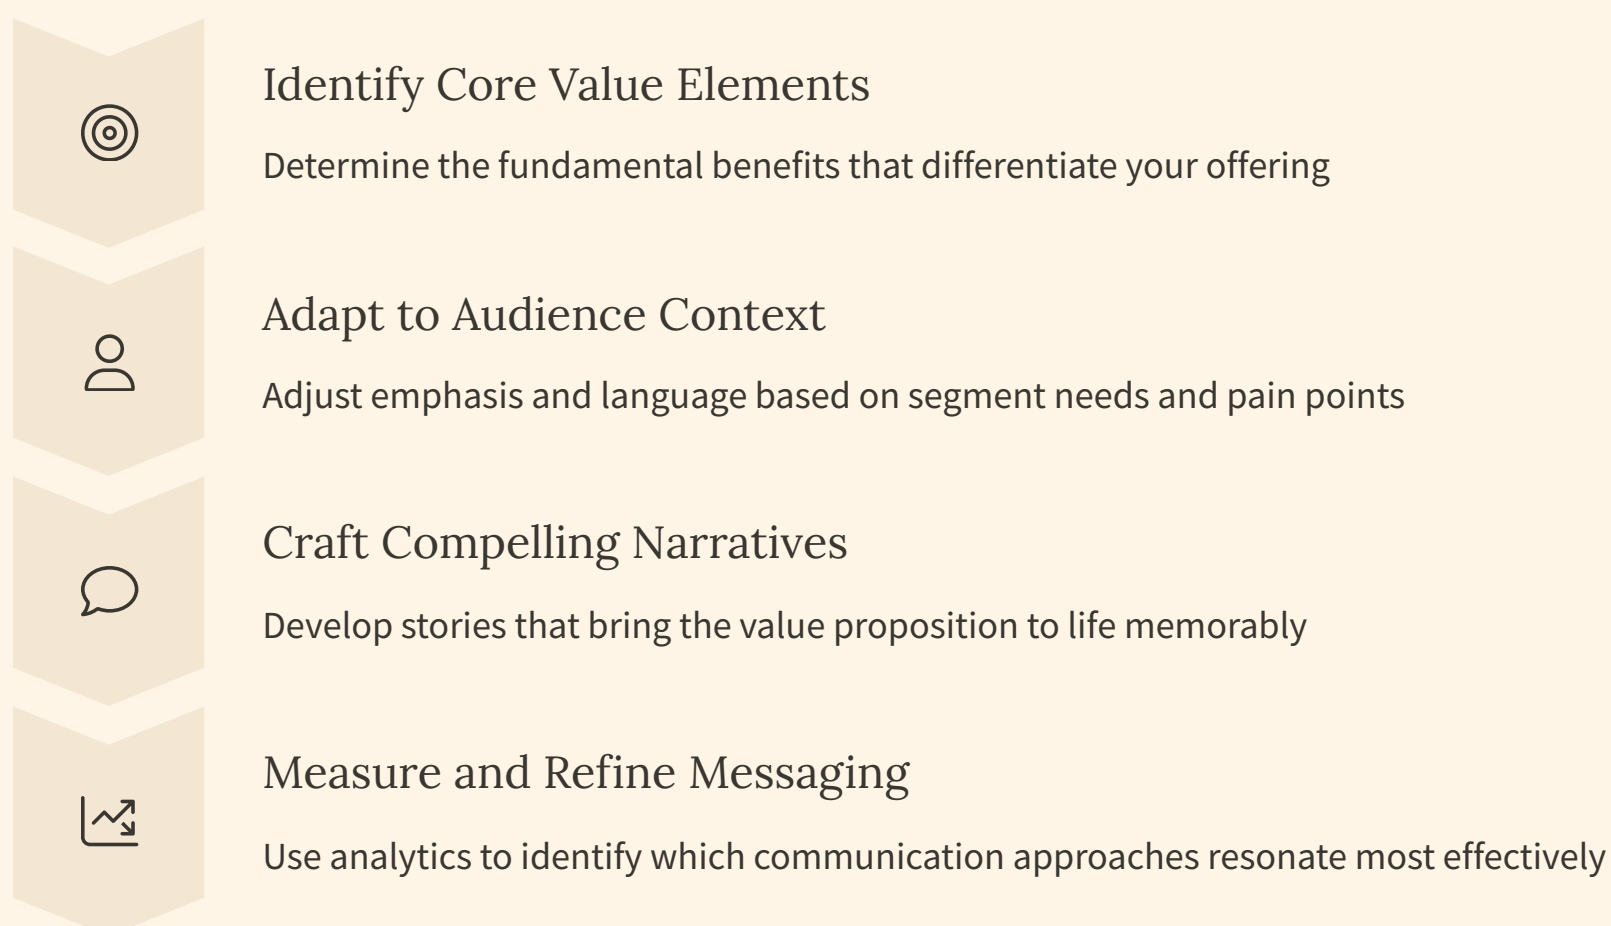 Identify Core Value Elements
Determine the fundamental benefits that differentiate your offering
Adapt to Audience Context
Adjust emphasis and language based on segment needs and pain points
Craft Compelling Narratives
Develop stories that bring the value proposition to life memorably
Measure and Refine Messaging
Use analytics to identify which communication approaches resonate most effectively